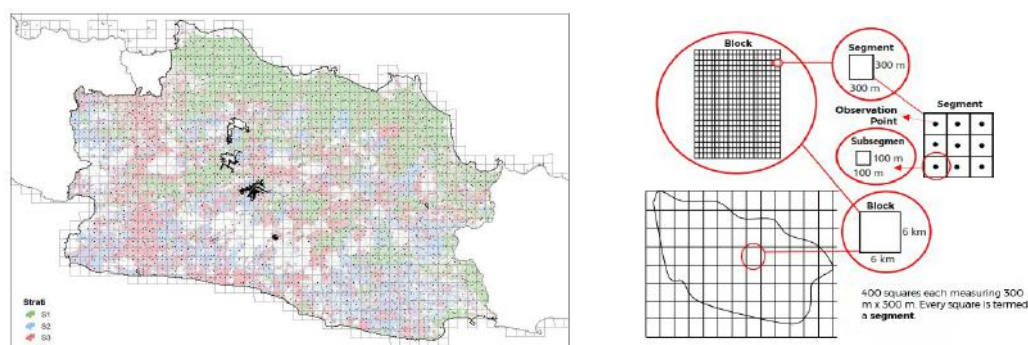 Strati
S1
S2
S3
Block
Segment
300 m
300 m
Observation
Point
Segment
Subsegmen
100 m
100 m
Block
6 km
6 km
400 squares each measuring 300
m x 300 m. Every square is termed
a segment.